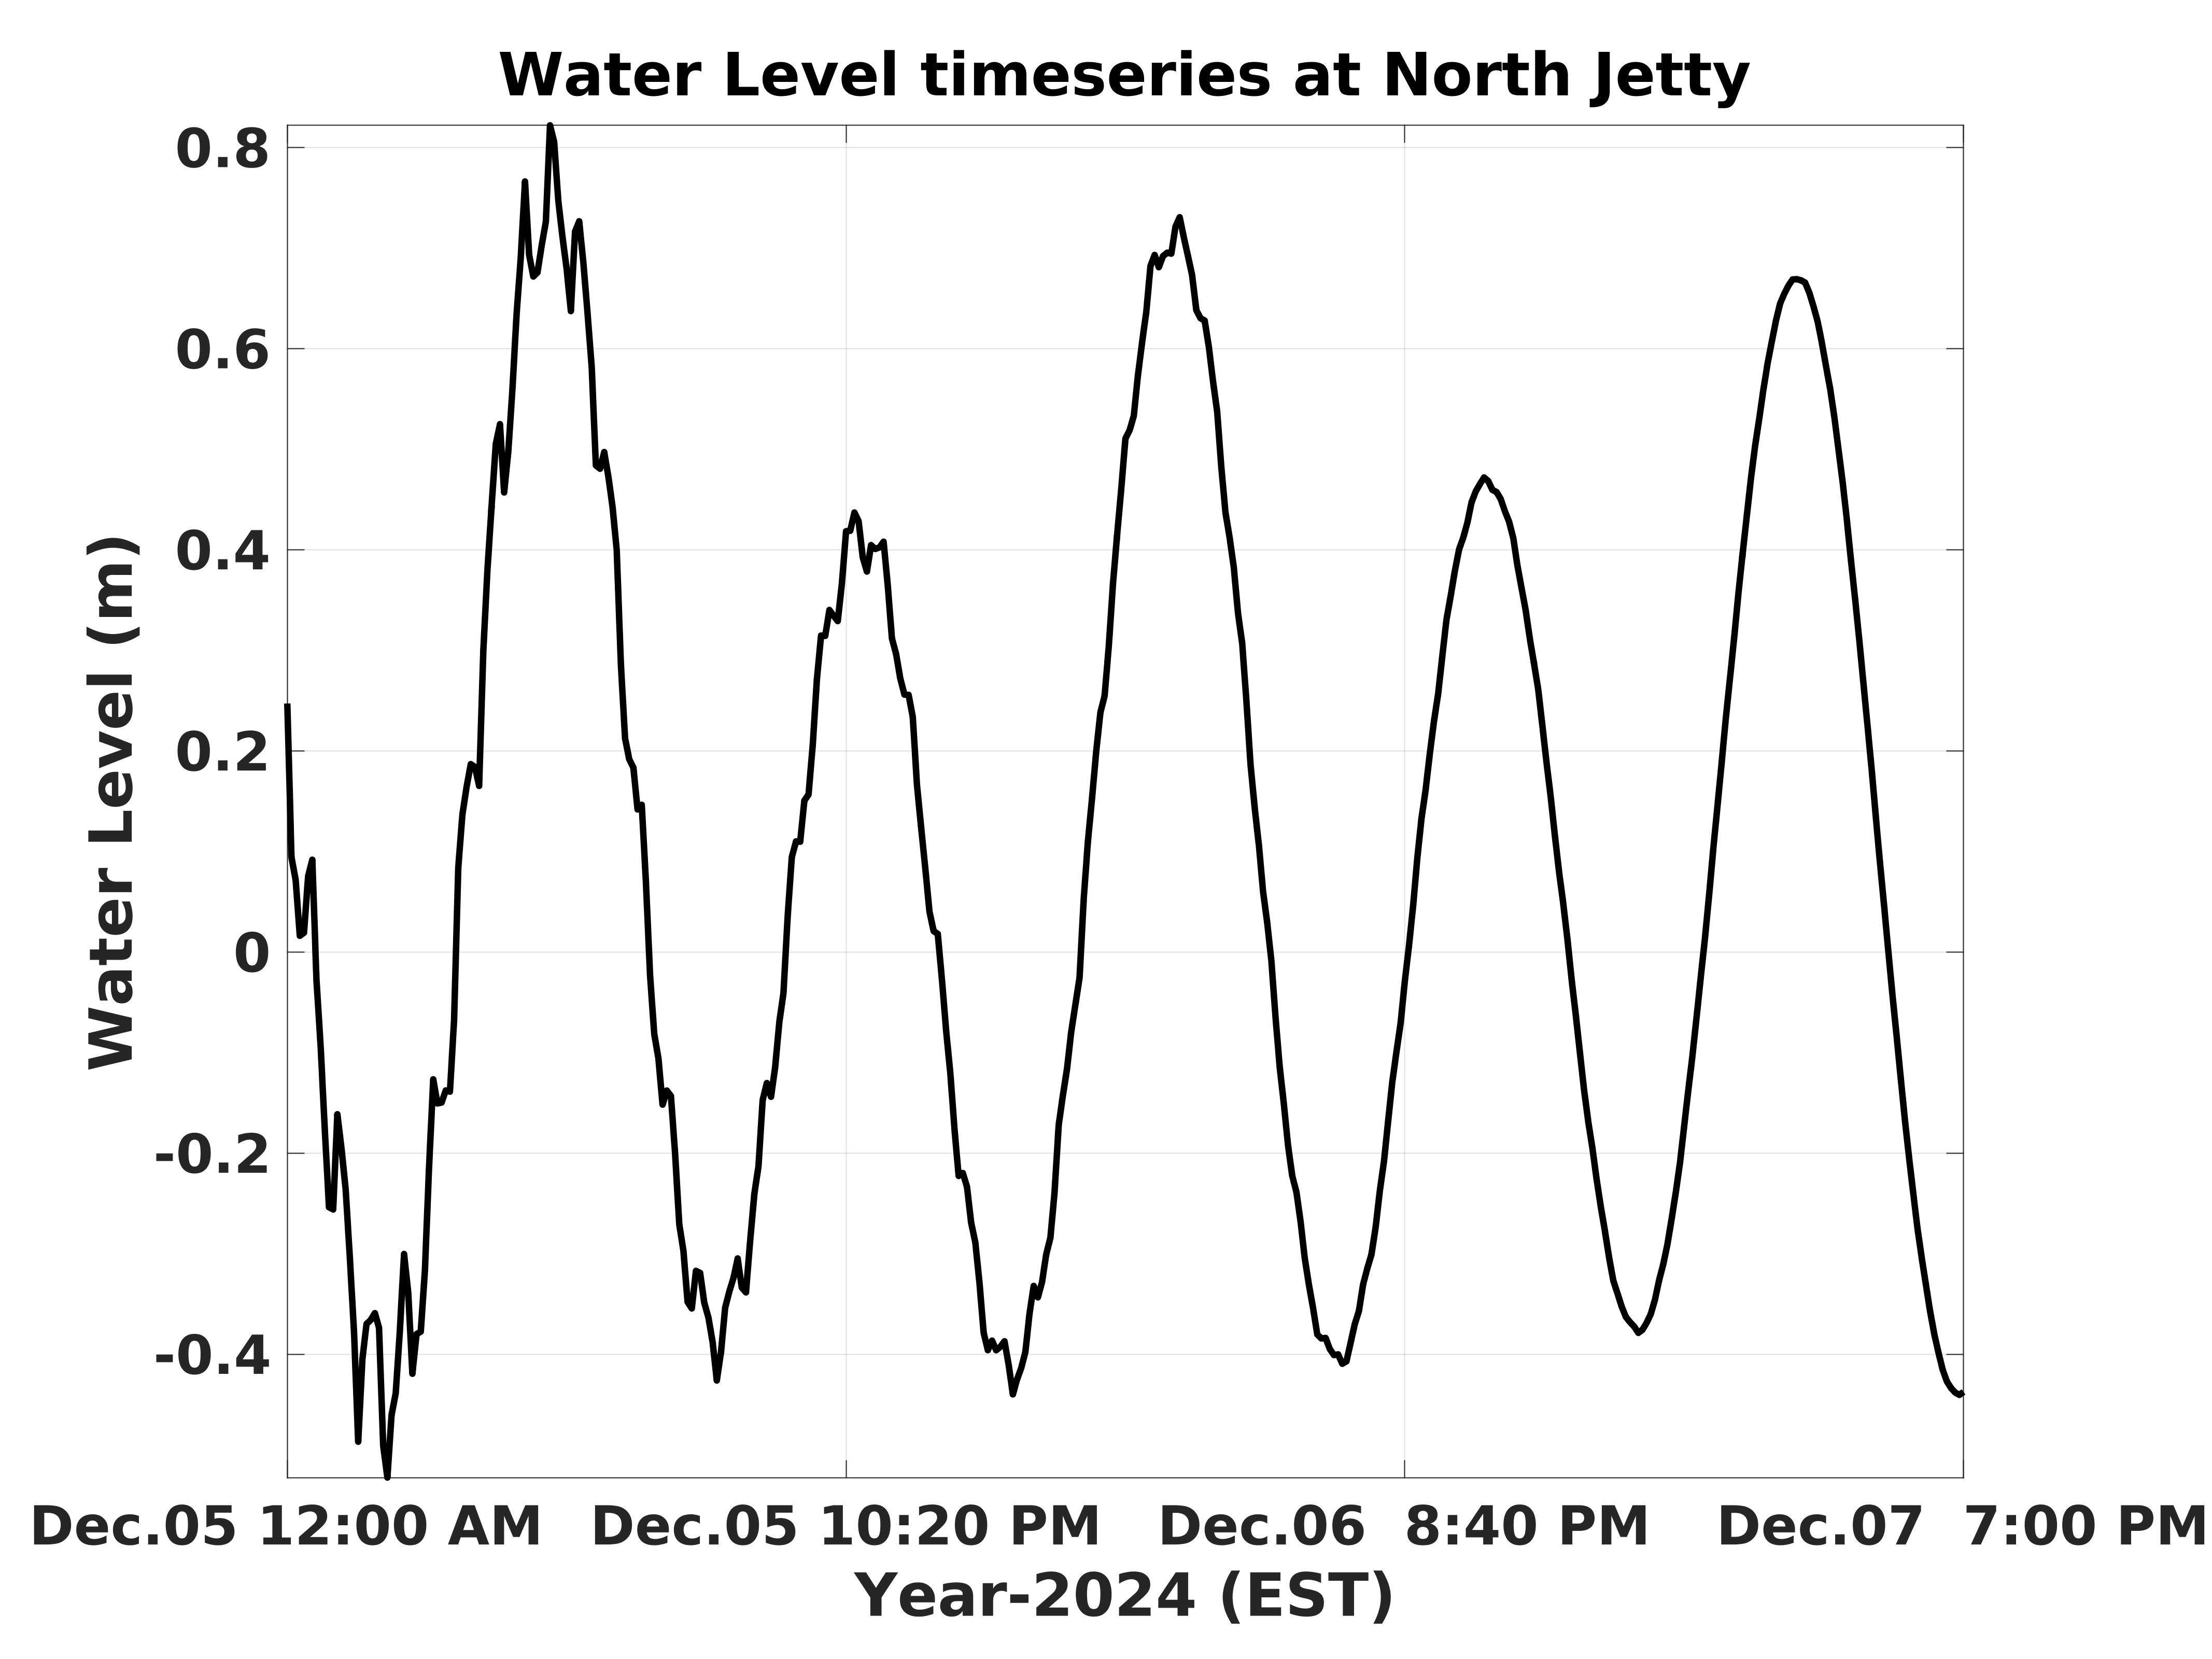 Water Level timeseries at North Jetty
0.8
0.6
0.4
0.2
0
-0.2
-0.4
Water Level (m)
Dec.05 12:00 AM Dec.05 10:20 PM Dec.06 8:40 PM Dec.07 7:00 PM
Year-2024 (EST)